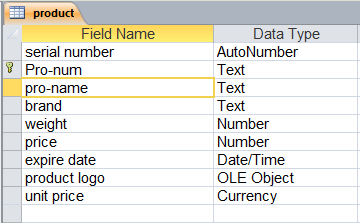 product
Field Name Data Type
serial number AutoNumber
Pro-num Text
pro-name Text
brand Text
weight Number
price Number
expire date Date/Time
product logo OLE Object
unit price Currency